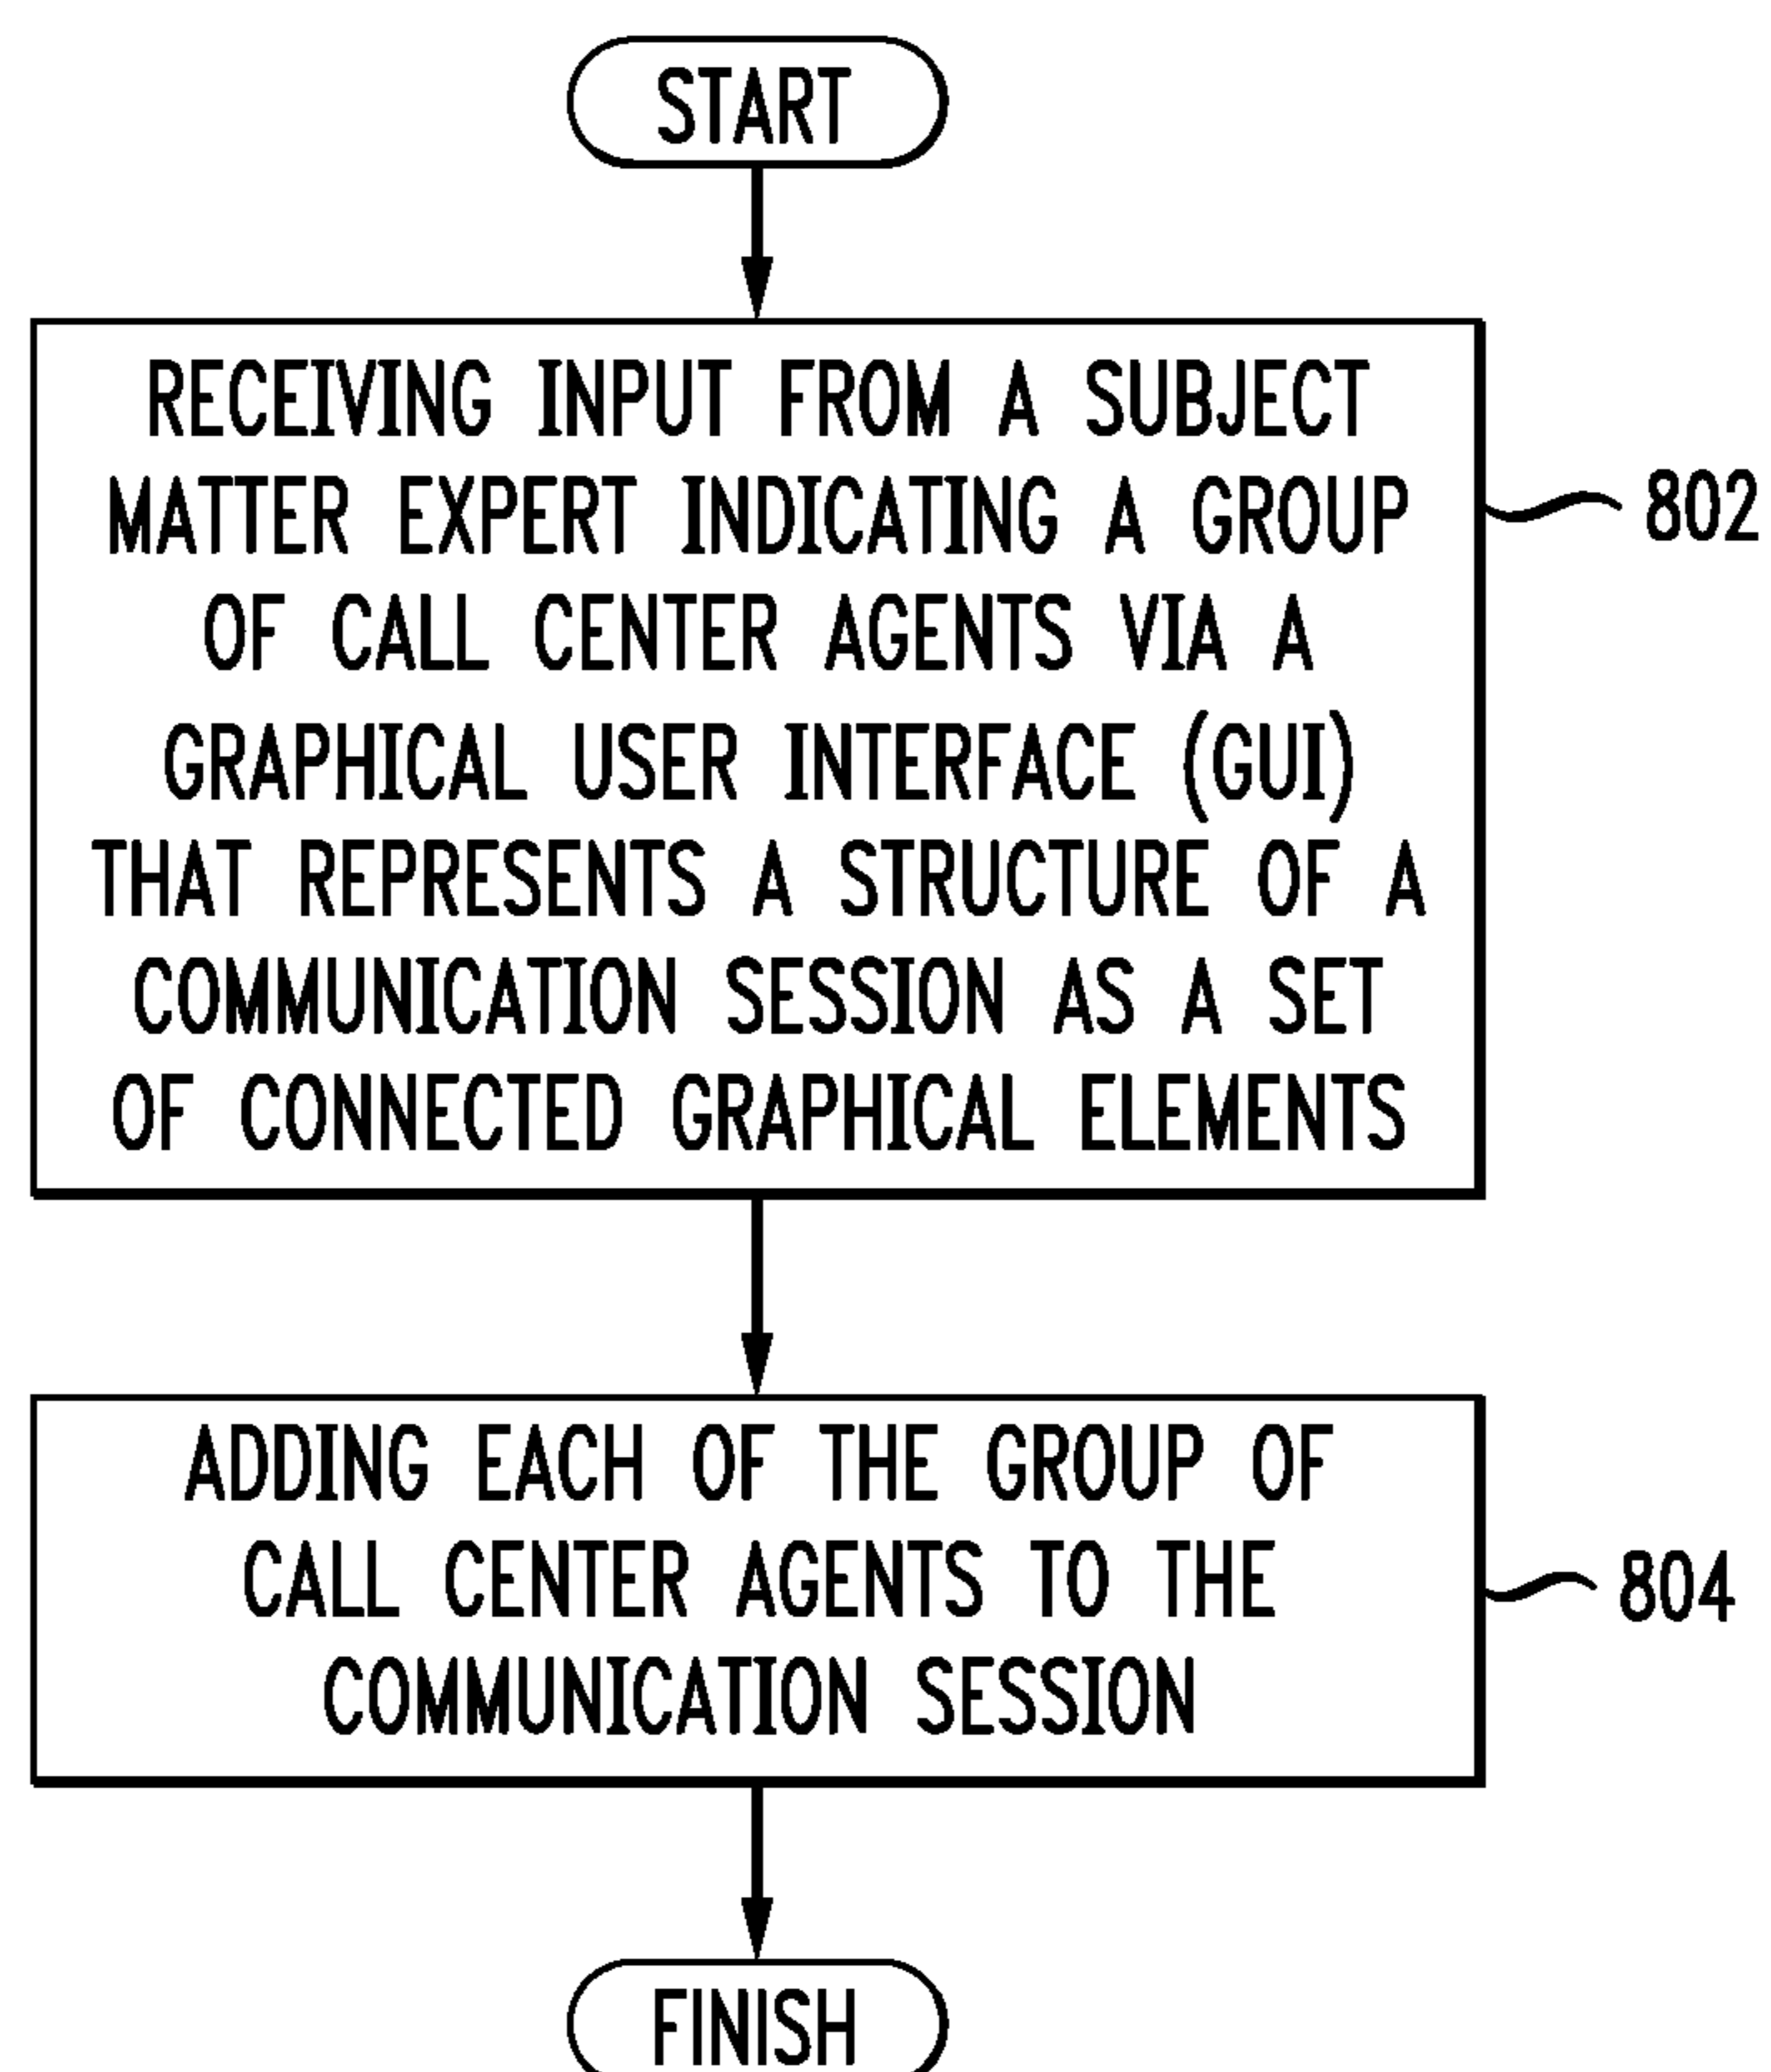 START
RECEIVING INPUT FROM A SUBJECT
MATTER EXPERT INDICATING A GROUP
OF CALL CENTER AGENTS VIA A
GRAPHICAL USER INTERFACE (GUI)
THAT REPRESENTS A STRUCTURE OF A
COMMUNICATION SESSION AS A SET
OF CONNECTED GRAPHICAL ELEMENTS
802
ADDING EACH OF THE GROUP OF
CALL CENTER AGENTS TO THE
COMMUNICATION SESSION
804
FINISH